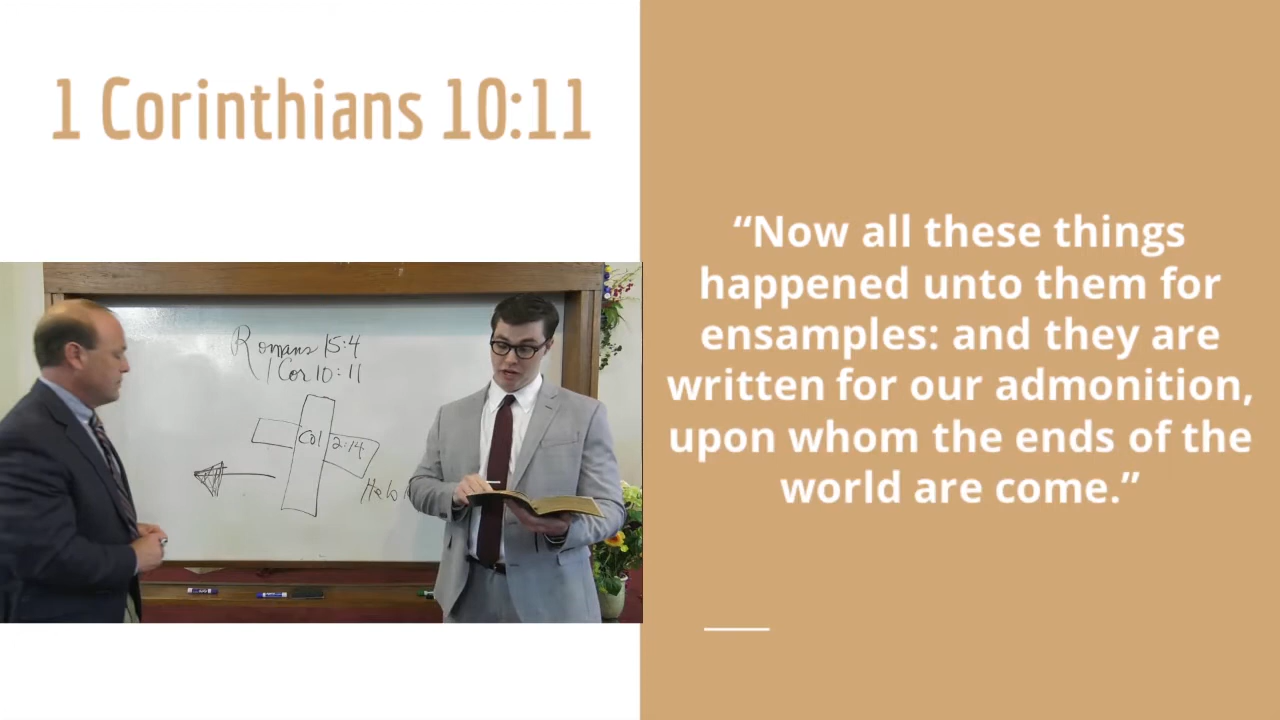 1 Corinthians 10:11
Romans 15:4
1 Cor 10:11
Col 2:14
“Now all these things
happened unto them for
ensamples: and they are
written for our admonition,
upon whom the ends of the
world are come.”